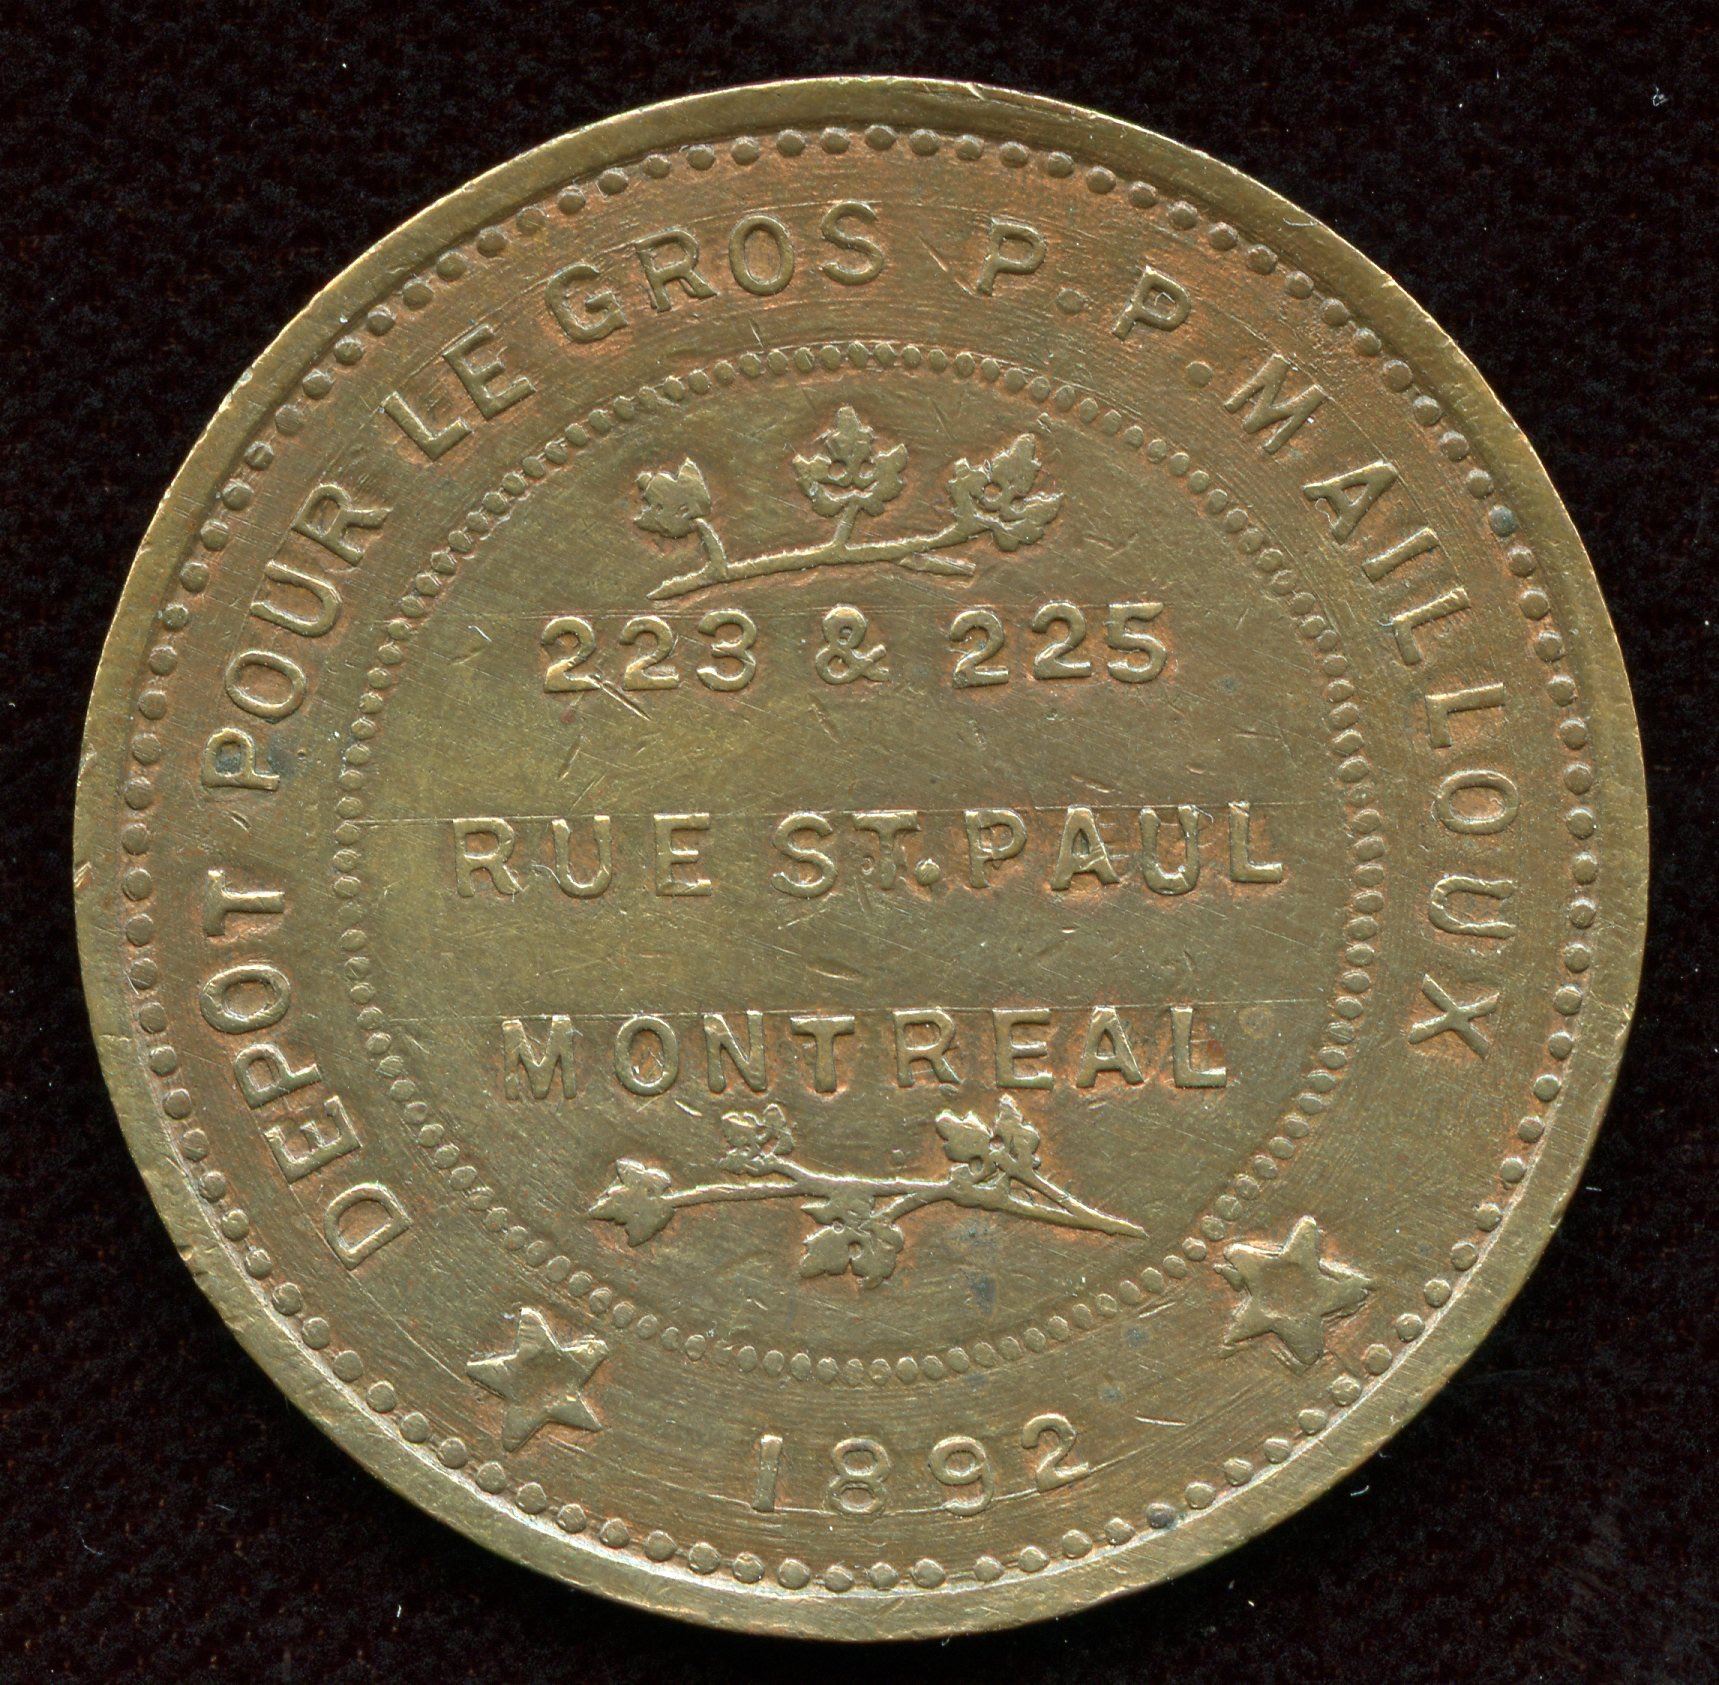 DEPOT POUR LE GROS P. P. MAILLOUX
223 & 225
RUE ST. PAUL
MONTREAL
1892